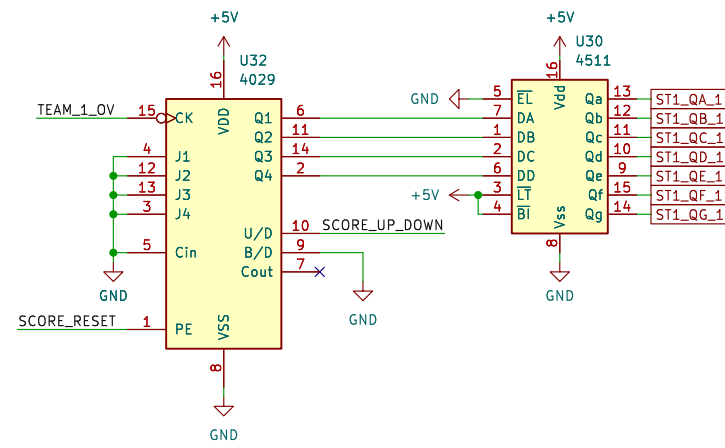 +5V
U32
4029
16
VDD
TEAM_1_OV
15
CK
4
J1
12
J2
13
J3
3
J4
5
Cin
GND
SCORE_RESET
1
PE
VSS
8
GND
Q1
6
Q2
11
Q3
14
Q4
2
U/D
10
SCORE_UP_DOWN
B/D
9
Cout
7
GND
+5V
U30
4511
16
Vdd
GND
5
EL
7
DA
1
DB
2
DC
6
DD
+5V
3
LT
4
BI
Vss
8
GND
Qa
13
ST1_QA_1
Qb
12
ST1_QB_1
Qc
11
ST1_QC_1
Qd
10
ST1_QD_1
Qe
9
ST1_QE_1
Qf
15
ST1_QF_1
Qg
14
ST1_QG_1